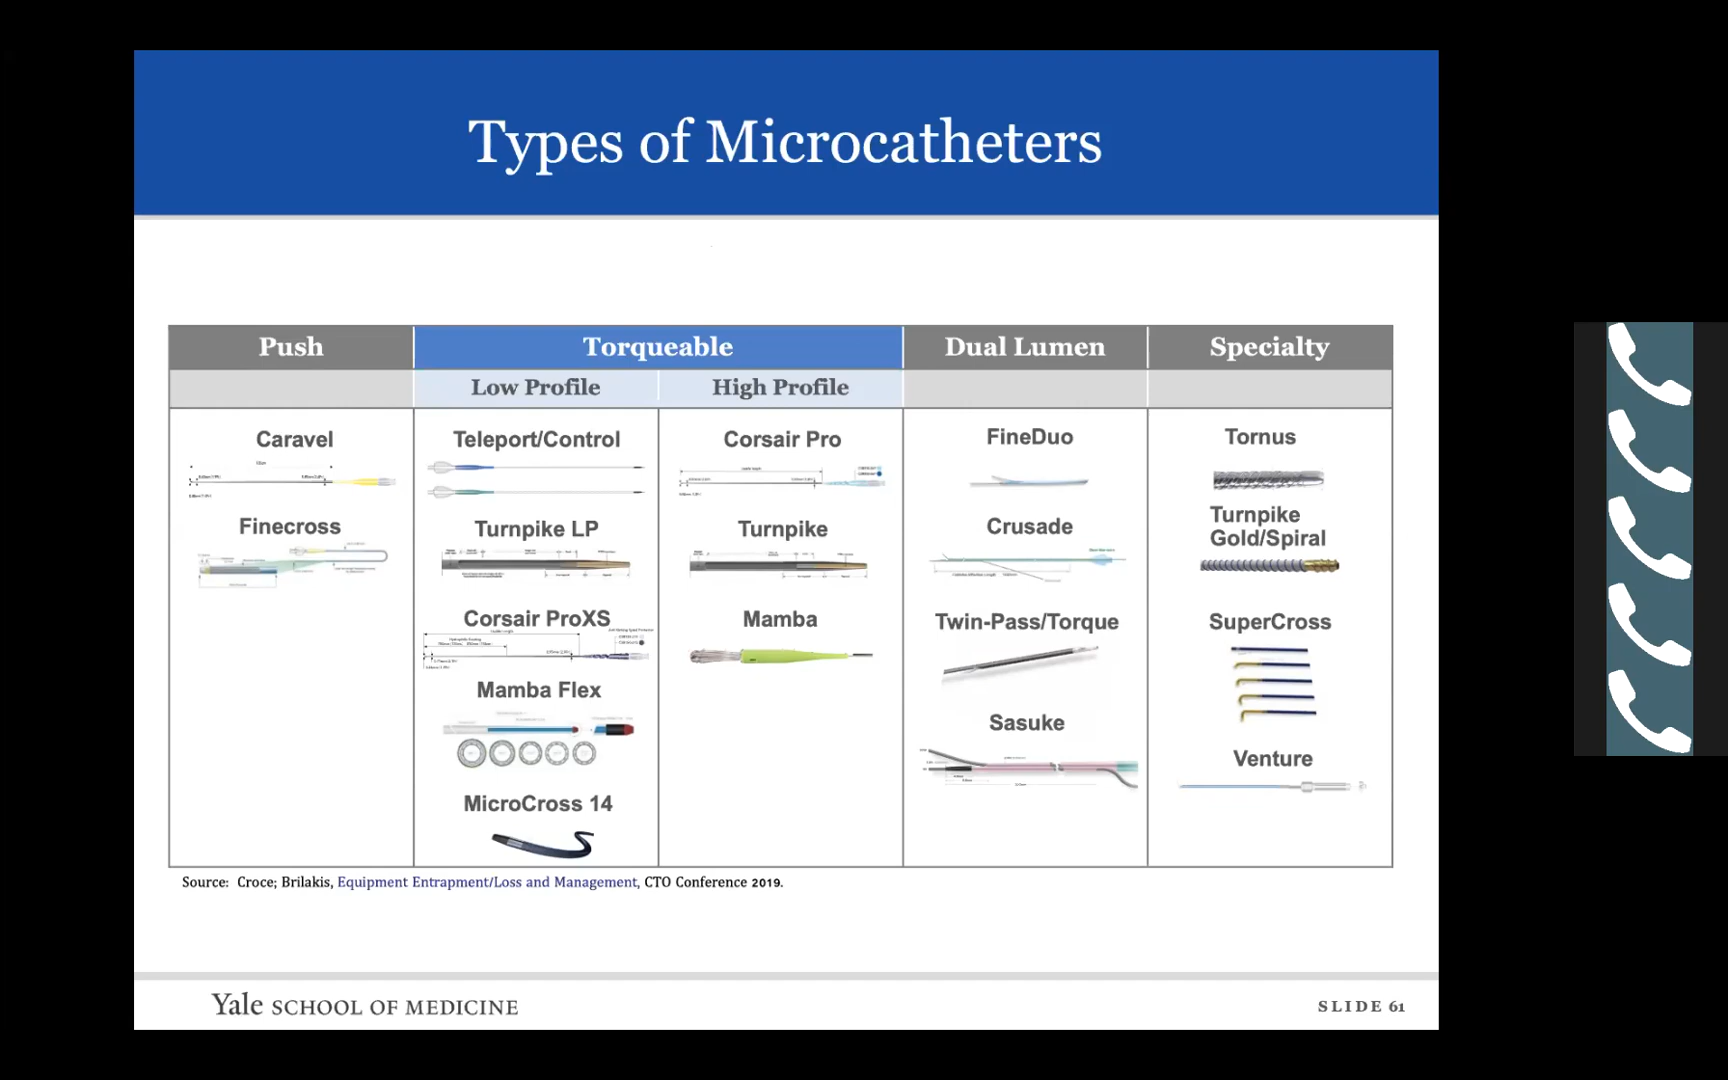 Types of Microcatheters
Push
Torqueable
Dual Lumen
Specialty
Low Profile
High Profile
Caravel
Finecross
Teleport/Control
Turnpike LP
Corsair ProXS
Mamba Flex
MicroCross 14
Corsair Pro
Turnpike
Mamba
FineDuo
Crusade
Twin-Pass/Torque
Sasuke
Tornus
Turnpike
Gold/Spiral
SuperCross
Venture
Source: Croce; Brilakis, Equipment Entrapment/Loss and Management, CTO Conference 2019.
Yale SCHOOL OF MEDICINE
SLIDE 61